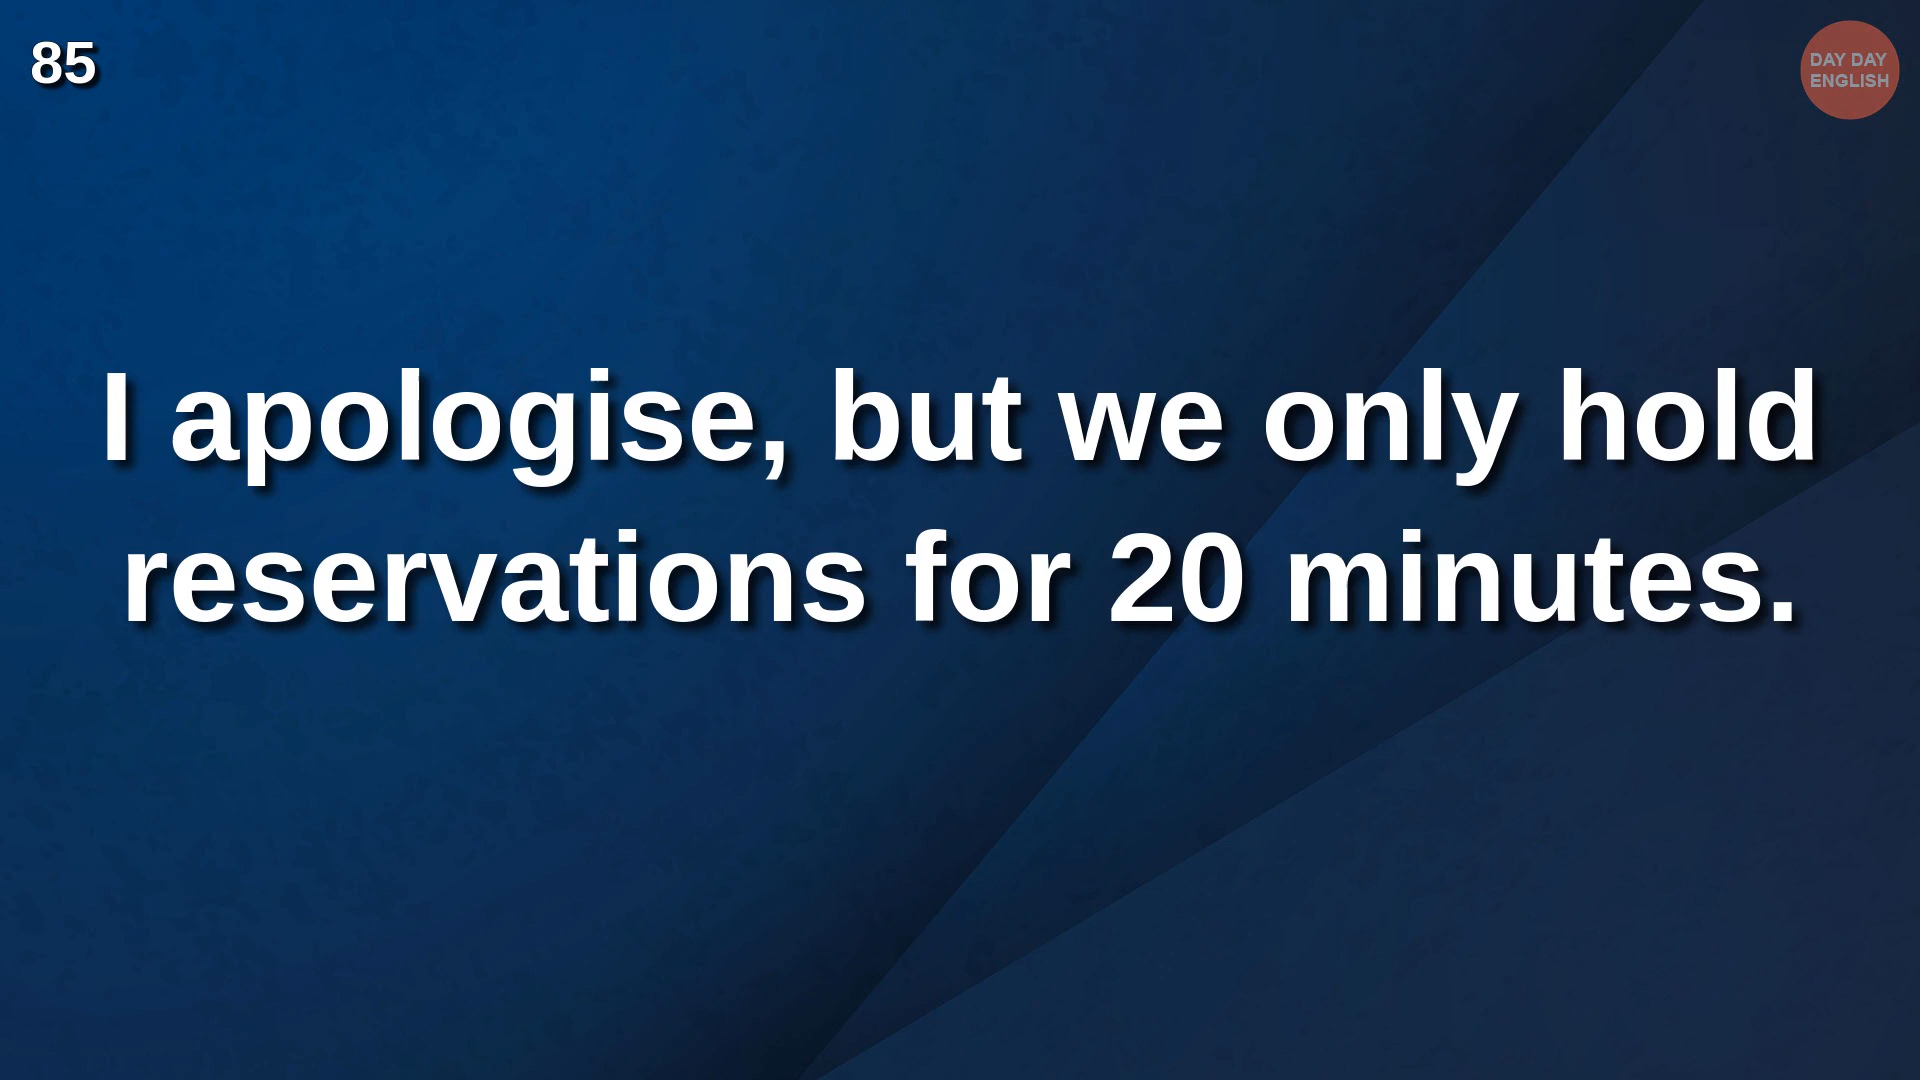 85
DAY DAY
ENGLISH
I apologise, but we only hold
reservations for 20 minutes.